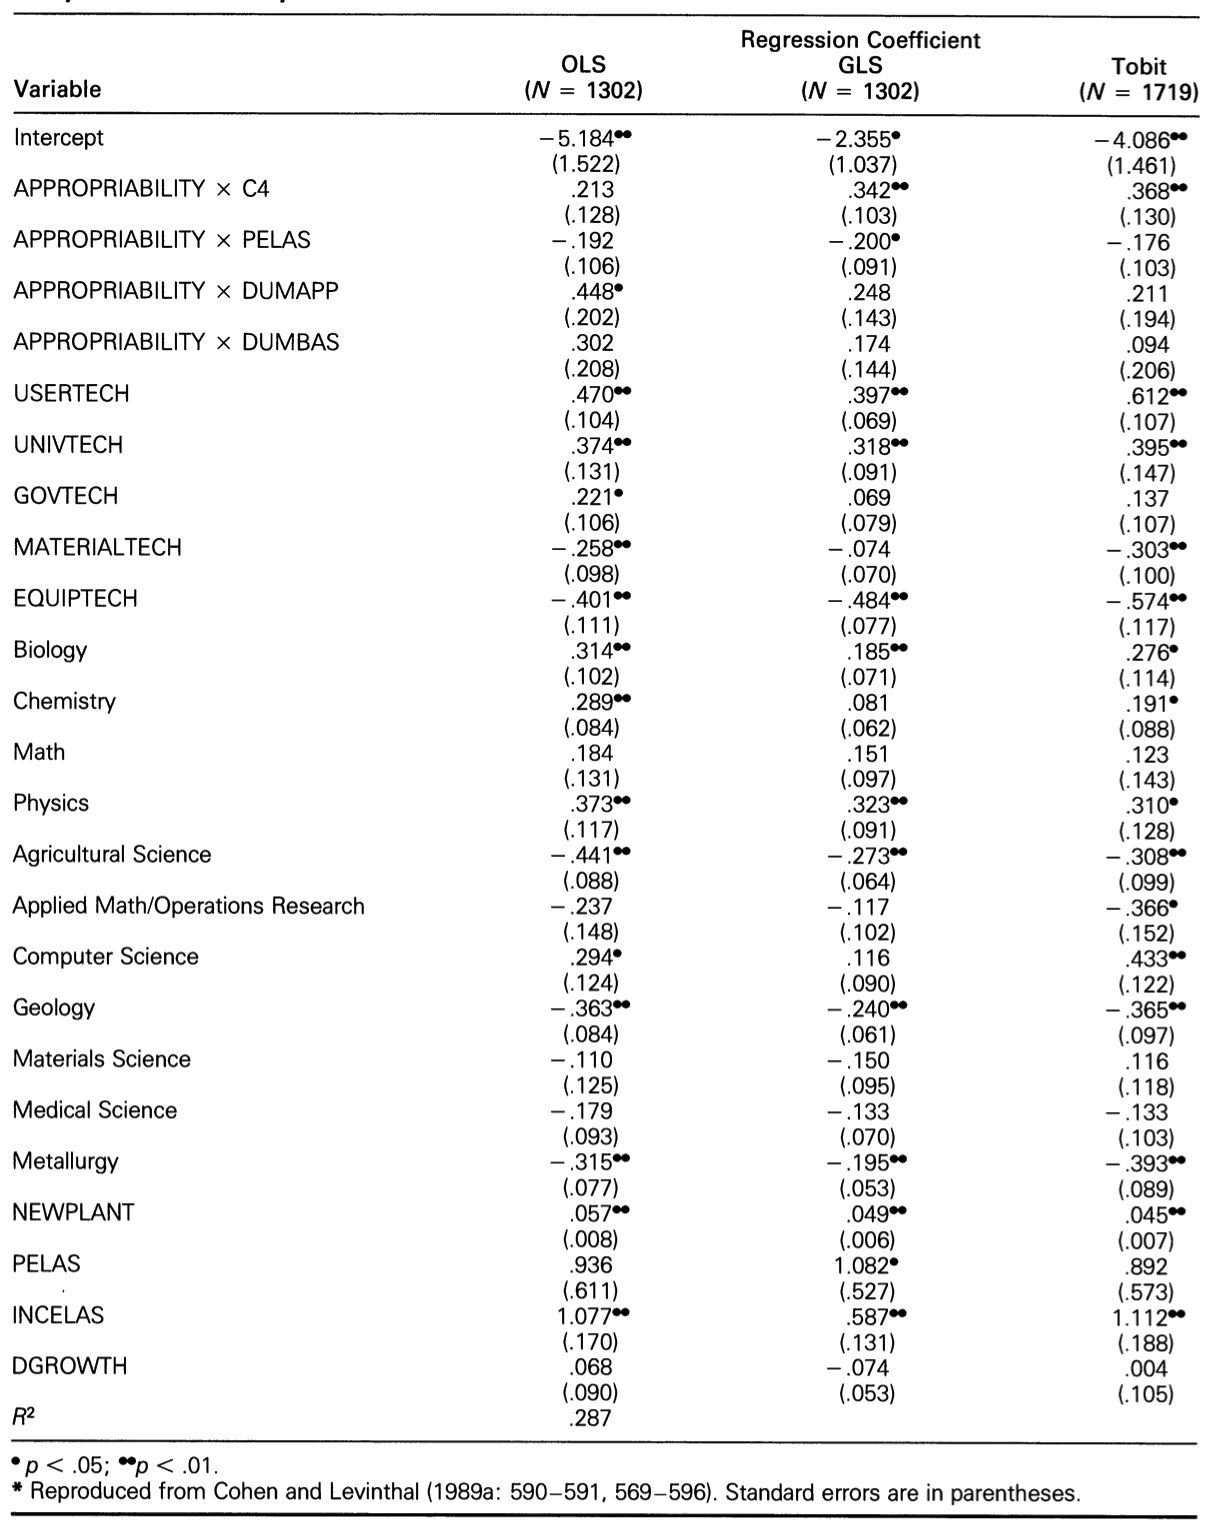 Regression Coefficient
OLS GLS Tobit
Variable (N = 1302) (N = 1302) (N = 1719)
Intercept −5.184●● −2.355● −4.086●●
(1.522) (1.037) (1.461)
APPROPRIABILITY × C4 .213 .342●● .368●●
(.128) (.103) (.130)
APPROPRIABILITY × PELAS −.192 −.200● −.176
(.106) (.091) (.103)
APPROPRIABILITY × DUMAPP .448● .248 .211
(.202) (.143) (.194)
APPROPRIABILITY × DUMBAS .302 .174 .094
(.208) (.144) (.206)
USERTECH .470●● .397●● .612●●
(.104) (.069) (.107)
UNIVTECH .374●● .318●● .395●●
(.131) (.091) (.147)
GOVTECH .221● .069 .137
(.106) (.079) (.107)
MATERIALTECH −.258●● −.074 −.303●●
(.098) (.070) (.100)
EQUIPTECH −.401●● −.484●● −.574●●
(.111) (.077) (.117)
Biology .314●● .185●● .276●
(.102) (.071) (.114)
Chemistry .289●● .081 .191●
(.084) (.062) (.088)
Math .184 .151 .123
(.131) (.097) (.143)
Physics .373●● .323●● .310●
(.117) (.091) (.128)
Agricultural Science −.441●● −.273●● −.308●●
(.088) (.064) (.099)
Applied Math/Operations Research −.237 −.117 −.366●
(.148) (.102) (.152)
Computer Science .294● .116 .433●●
(.124) (.090) (.122)
Geology −.363●● −.240●● −.365●●
(.084) (.061) (.097)
Materials Science −.110 −.150 .116
(.125) (.095) (.118)
Medical Science −.179 −.133 −.133
(.093) (.070) (.103)
Metallurgy −.315●● −.195●● −.393●●
(.077) (.053) (.089)
NEWPLANT .057●● .049●● .045●●
(.008) (.006) (.007)
PELAS .936 1.082● .892
(.611) (.527) (.573)
INCELAS 1.077●● .587●● 1.112●●
(.170) (.131) (.188)
DGROWTH .068 −.074 .004
(.090) (.053) (.105)
R² .287
● p < .05; ●●p < .01.
* Reproduced from Cohen and Levinthal (1989a: 590–591, 569–596). Standard errors are in parentheses.